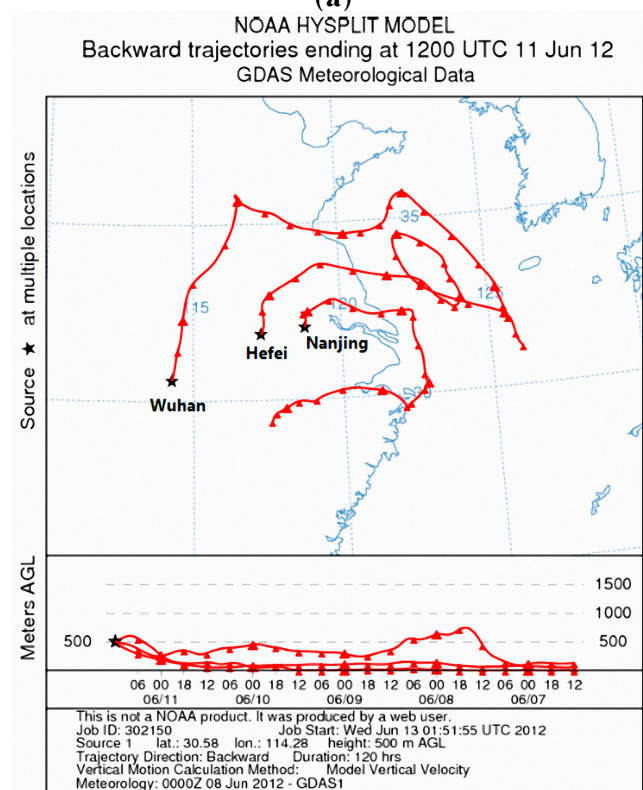 (a)
NOAA HYSPLIT MODEL
Backward trajectories ending at 1200 UTC 11 Jun 12
GDAS Meteorological Data
Source ★ at multiple locations
35
15
120
125
30
Hefei
Nanjing
Wuhan
Meters AGL
1500
1000
500
500
06 00 18 12 06 00 18 12 06 00 18 12 06 00 18 12 06 00 18 12
06/11 06/10 06/09 06/08 06/07
This is not a NOAA product. It was produced by a web user.
Job ID: 302150 Job Start: Wed Jun 13 01:51:55 UTC 2012
Source 1 lat.: 30.58 lon.: 114.28 height: 500 m AGL
Trajectory Direction: Backward Duration: 120 hrs
Vertical Motion Calculation Method: Model Vertical Velocity
Meteorology: 0000Z 08 Jun 2012 - GDAS1